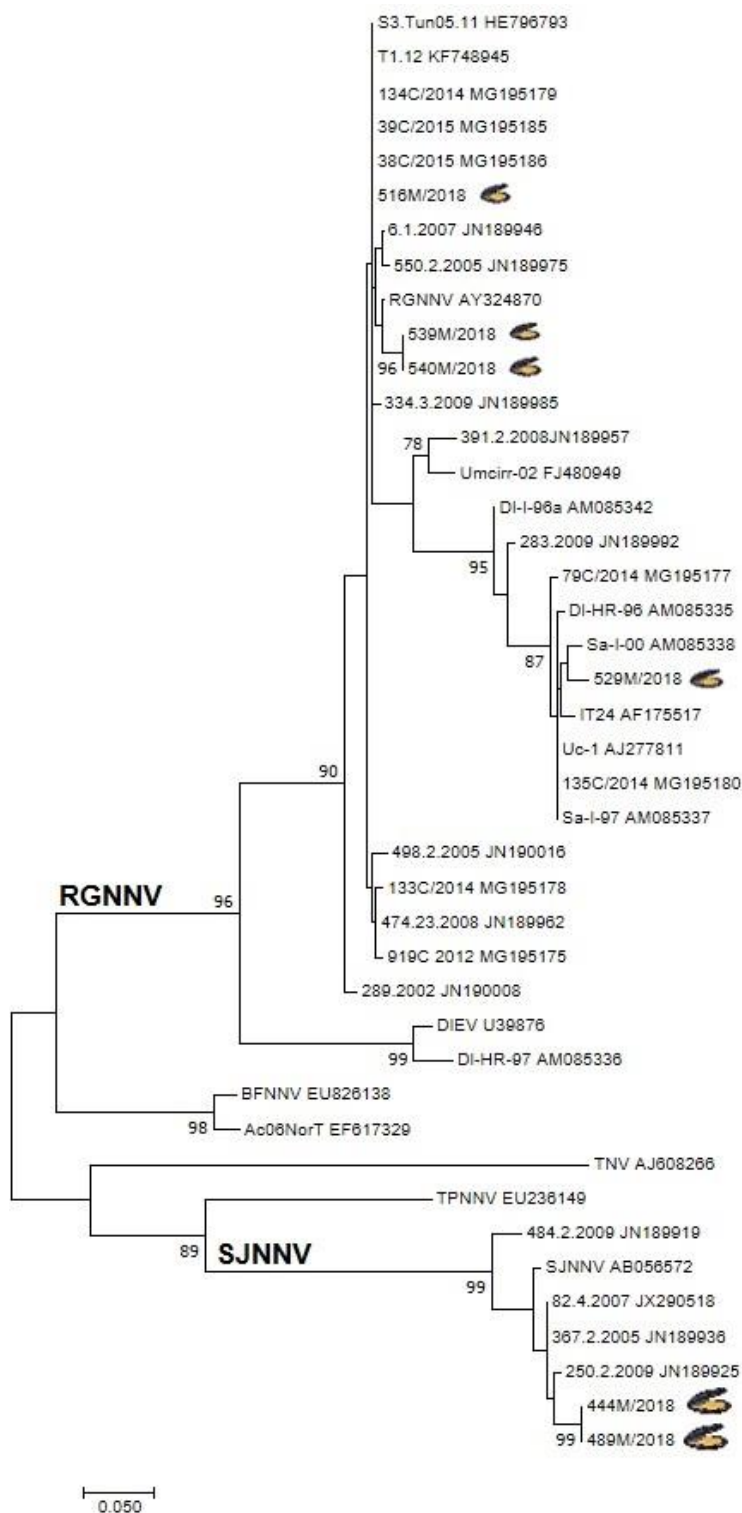 S3.Tun05.11 HE796793
T1.12 KF748945
134C/2014 MG195179
39C/2015 MG195185
38C/2015 MG195186
516M/2018
6.1.2007 JN189946
550.2.2005 JN189975
RGNNV AY324870
539M/2018
96 540M/2018
334.3.2009 JN189985
78 391.2.2008JN189957
Umcirr-02 FJ480949
DI-I-96a AM085342
283.2009 JN189992
95
79C/2014 MG195177
DI-HR-96 AM085335
Sa-I-00 AM085338
87
529M/2018
IT24 AF175517
Uc-1 AJ277811
90
135C/2014 MG195180
Sa-I-97 AM085337
498.2.2005 JN190016
RGNNV
96
133C/2014 MG195178
474.23.2008 JN189962
919C 2012 MG195175
289.2002 JN190008
DIEV U39876
99 DI-HR-97 AM085336
BFNNV EU826138
98 Ac06NorT EF617329
TNV AJ608266
TPNNV EU236149
89 SJNNV
484.2.2009 JN189919
99
SJNNV AB056572
82.4.2007 JX290518
367.2.2005 JN189936
250.2.2009 JN189925
444M/2018
99 489M/2018
0.050